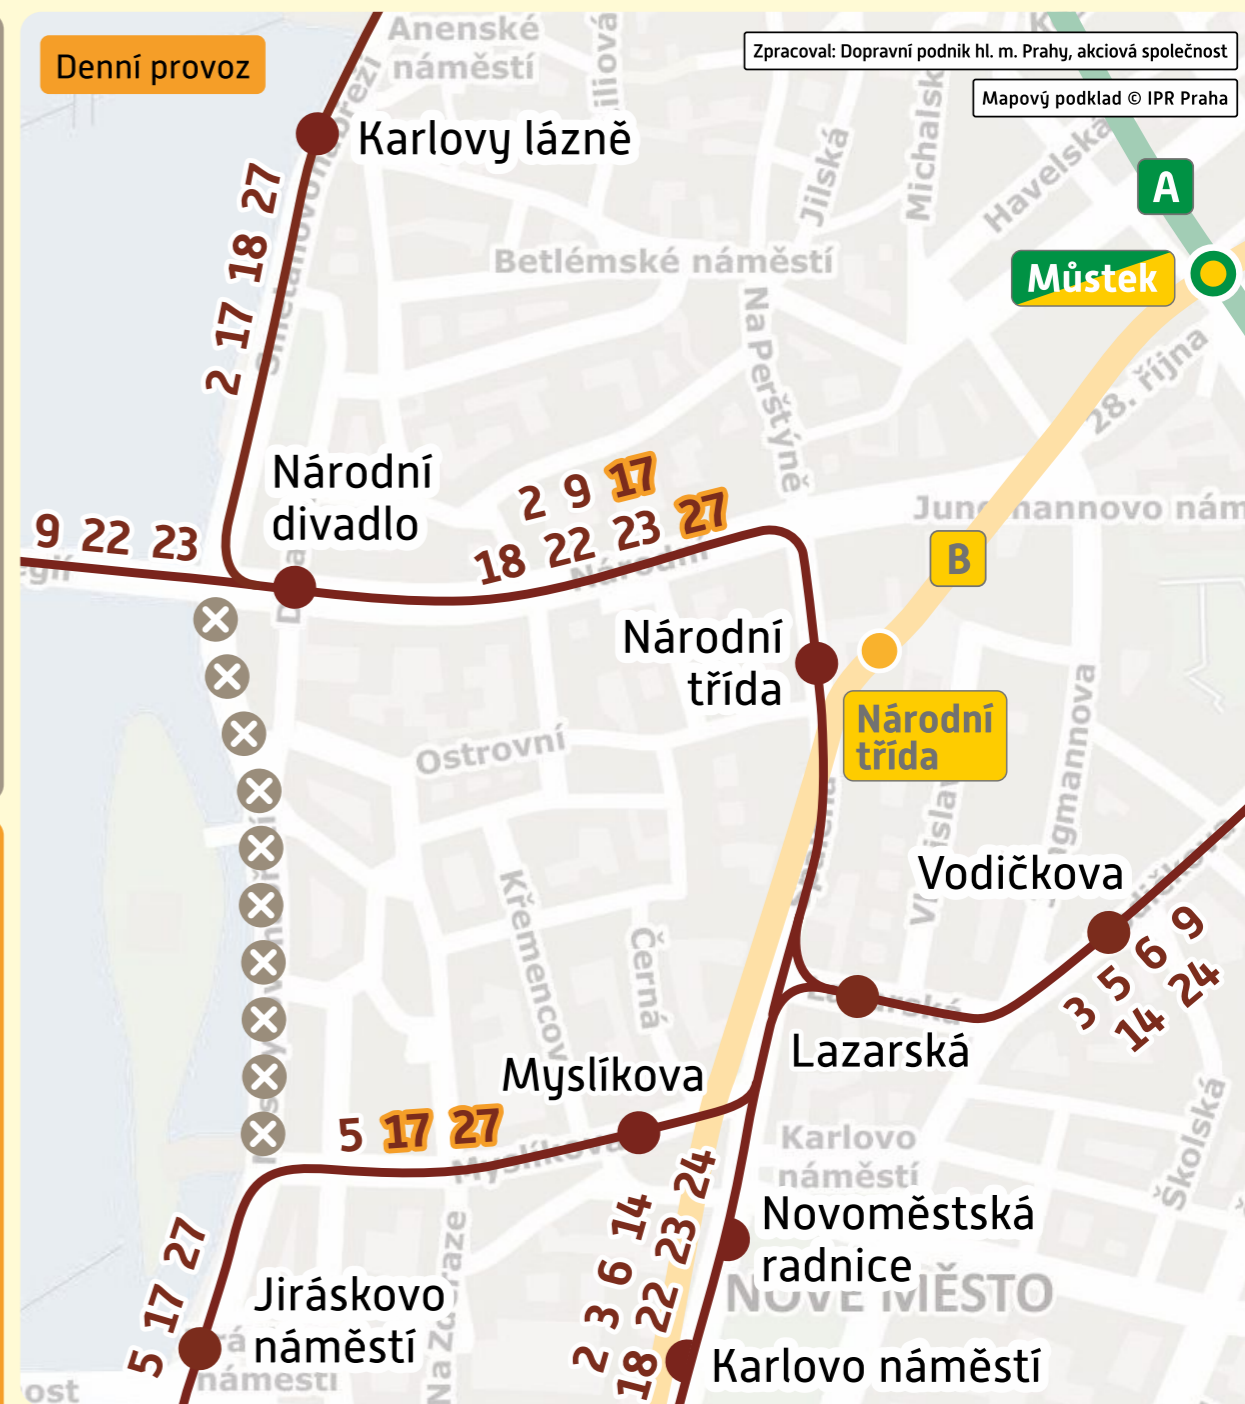 Denní provoz
Zpracoval: Dopravní podnik hl. m. Prahy, akciová společnost
Mapový podklad © IPR Praha
Anenské
náměstí
Karlovy lázně
Jilská
Havelská
A
Můstek
2 17 18 27
Betlémské náměstí
Na Perštýně
28. října
Národní
divadlo
2 9 17
18 22 23 27
9 22 23
Národní
B
Národní
třída
Národní
třída
Ostrovní
Vodičkova
3 5 6 9
14 24
Křemencov
Černá
Lazarská
Myslíkova
5 17 27
Myslíkova
Karlovo
náměstí
Školská
Novoměstská
radnice
NOVÉ MĚSTO
2 3 6 14
18 22 23 24
5 17 27
Jiráskovo
náměstí
náměstí
Karlovo náměstí